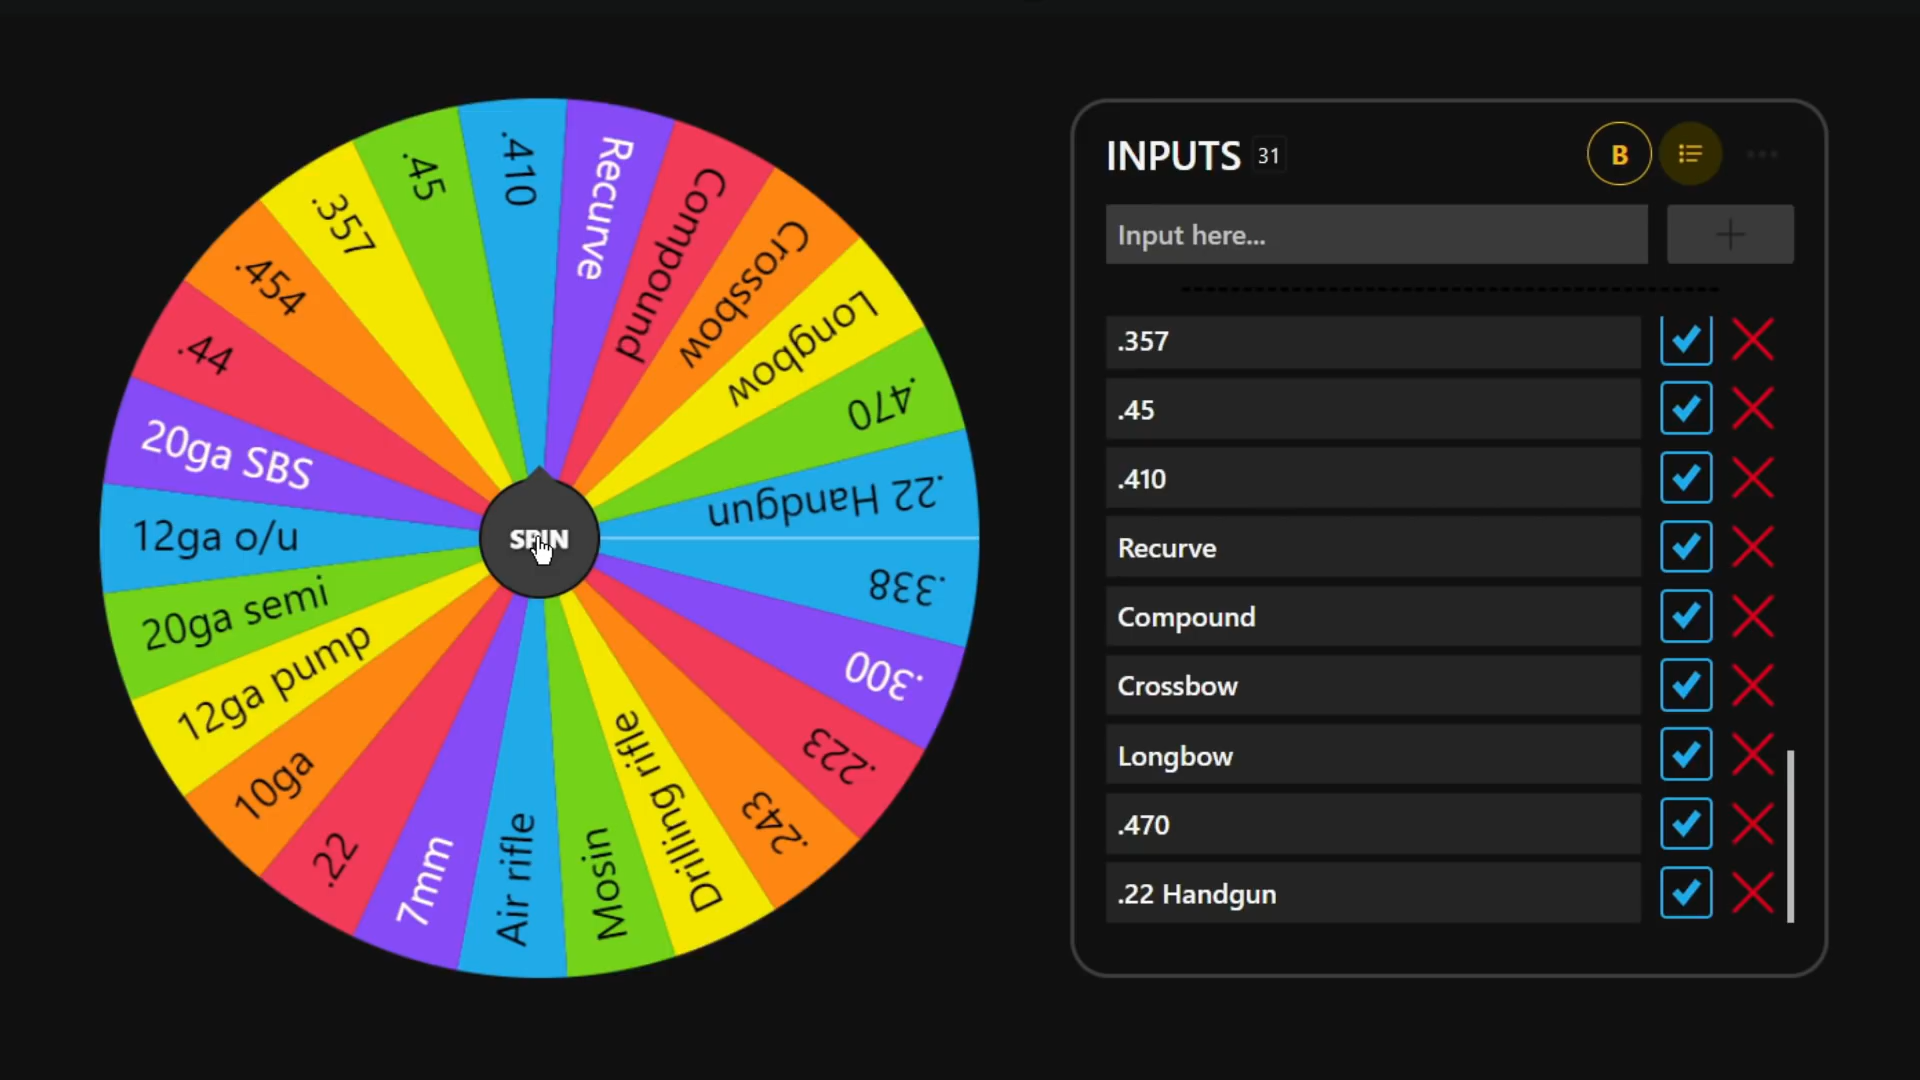 .410
Recurve
Compound
Crossbow
Longbow
.470
.22 Handgun
.338
.300
.223
.243
Drilling rifle
Mosin
Air rifle
7mm
.22
10ga
12ga pump
20ga semi
12ga o/u
20ga SBS
.44
.454
.357
.45
SPIN
INPUTS 31
B
Input here...
.357
.45
.410
Recurve
Compound
Crossbow
Longbow
.470
.22 Handgun